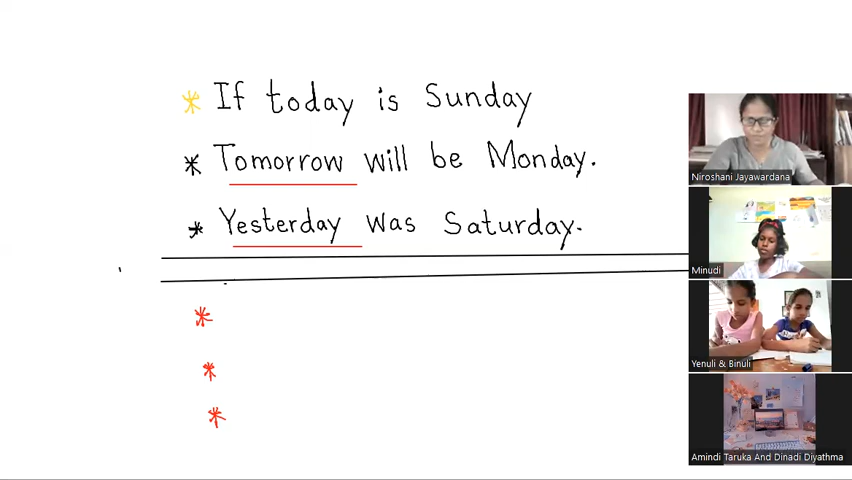 * If today is Sunday
* Tomorrow will be Monday.
* Yesterday was Saturday.
*
*
*
Niroshani Jayawardana
Minudi
Yenuli & Binuli
Amindi Taruka And Dinadi Diyathma